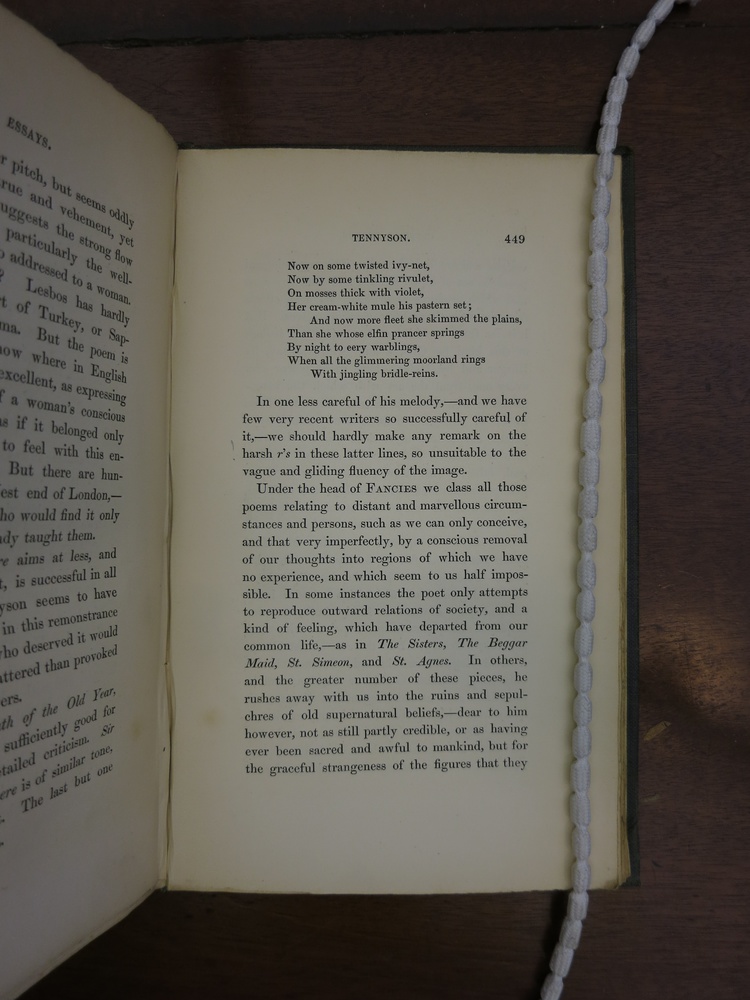 ESSAYS.
r pitch, but seems oddly
rue and vehement, yet
uggests the strong flow
particularly the well-
o addressed to a woman.
? Lesbos has hardly
t of Turkey, or Sap-
ma. But the poem is
now where in English
excellent, as expressing
f a woman's conscious
as if it belonged only
to feel with this en-
But there are hun-
est end of London,—
ho would find it only
ady taught them.
re aims at less, and
t, is successful in all
yson seems to have
in this remonstrance
who deserved it would
attered than provoked
ers.
th of the Old Year,
sufficiently good for
etailed criticism. Sir
ere is of similar tone,
. The last but one
TENNYSON. 449
Now on some twisted ivy-net,
Now by some tinkling rivulet,
On mosses thick with violet,
Her cream-white mule his pastern set;
And now more fleet she skimmed the plains,
Than she whose elfin prancer springs
By night to eery warblings,
When all the glimmering moorland rings
With jingling bridle-reins.
In one less careful of his melody,—and we have
few very recent writers so successfully careful of
it,—we should hardly make any remark on the
harsh r's in these latter lines, so unsuitable to the
vague and gliding fluency of the image.
Under the head of FANCIES we class all those
poems relating to distant and marvellous circum-
stances and persons, such as we can only conceive,
and that very imperfectly, by a conscious removal
of our thoughts into regions of which we have
no experience, and which seem to us half impos-
sible. In some instances the poet only attempts
to reproduce outward relations of society, and a
kind of feeling, which have departed from our
common life,—as in The Sisters, The Beggar
Maid, St. Simeon, and St. Agnes. In others,
and the greater number of these pieces, he
rushes away with us into the ruins and sepul-
chres of old supernatural beliefs,—dear to him
however, not as still partly credible, or as having
ever been sacred and awful to mankind, but for
the graceful strangeness of the figures that they